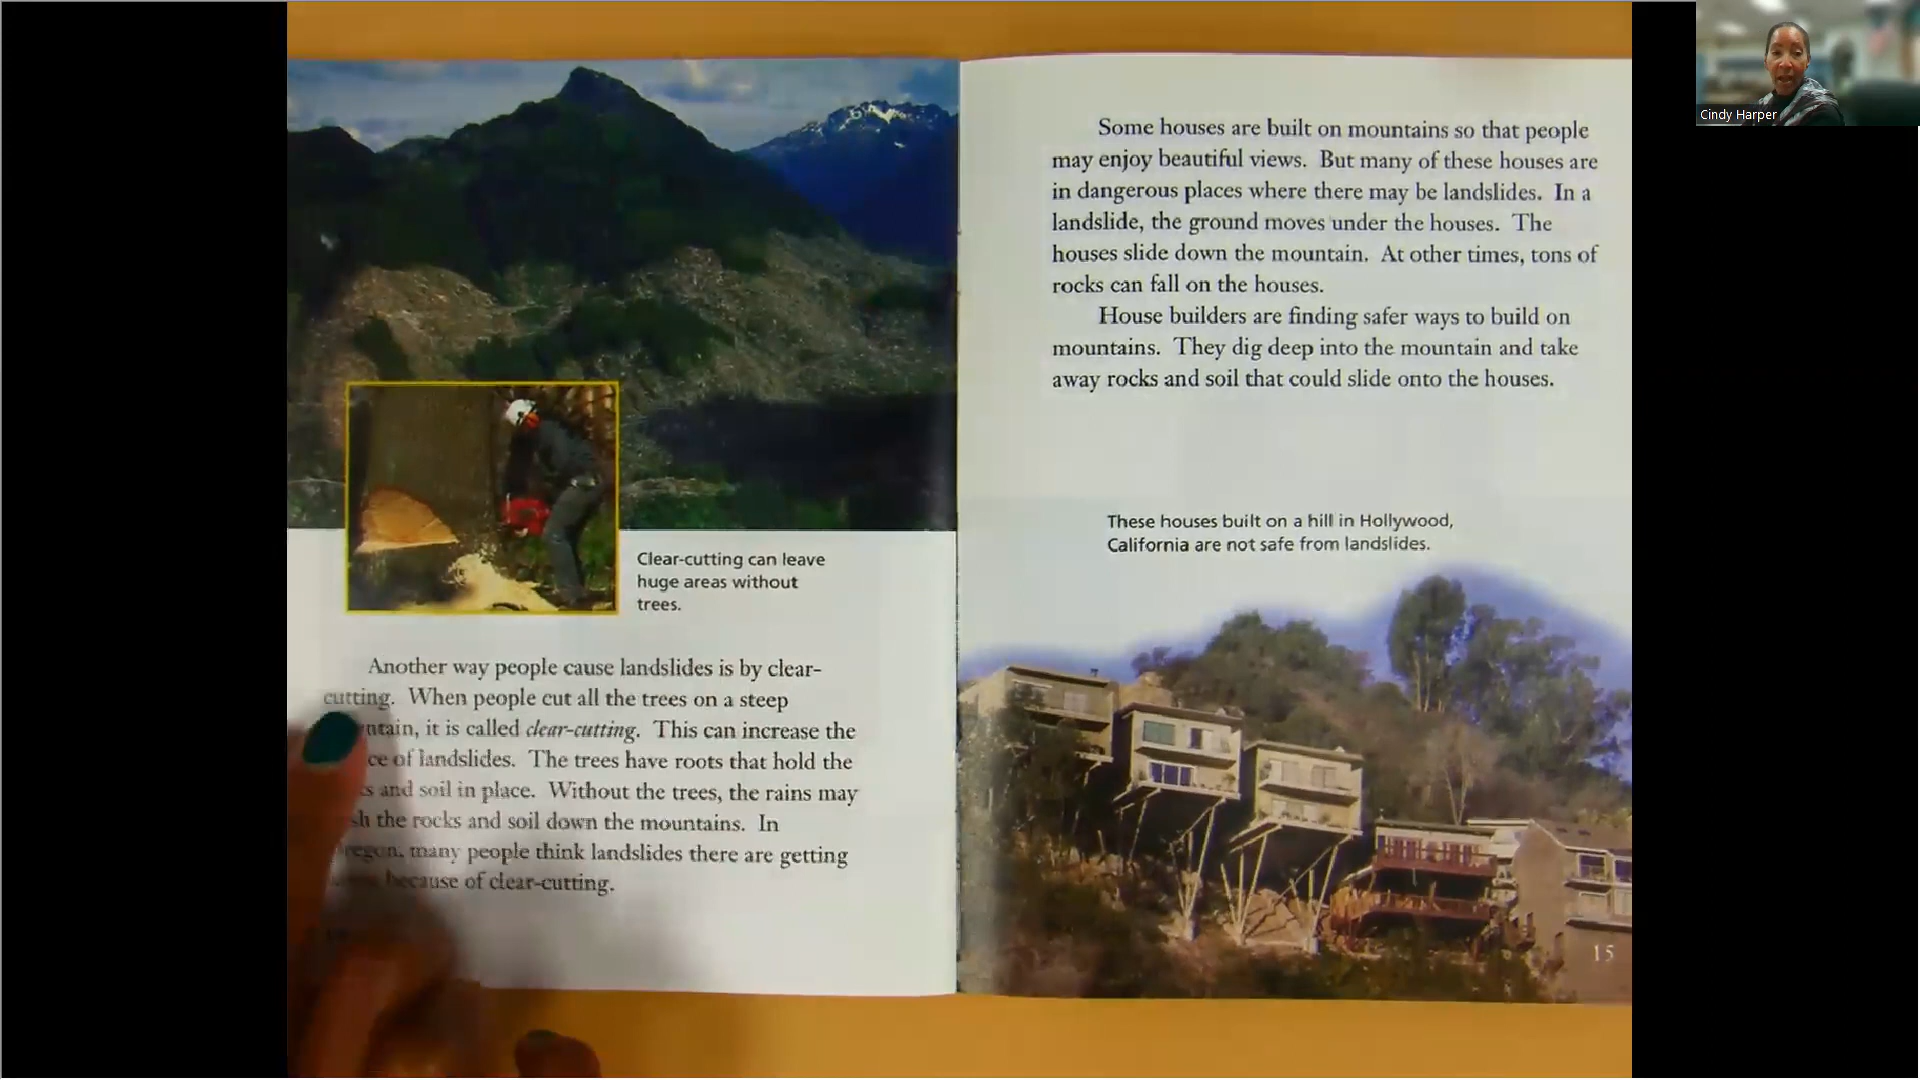 Clear-cutting can leave
huge areas without
trees.
Another way people cause landslides is by clear-
cutting. When people cut all the trees on a steep
ntain, it is called clear-cutting. This can increase the
ce of landslides. The trees have roots that hold the
s and soil in place. Without the trees, the rains may
sh the rocks and soil down the mountains. In
regon, many people think landslides there are getting
because of clear-cutting.
Some houses are built on mountains so that people
may enjoy beautiful views. But many of these houses are
in dangerous places where there may be landslides. In a
landslide, the ground moves under the houses. The
houses slide down the mountain. At other times, tons of
rocks can fall on the houses.
House builders are finding safer ways to build on
mountains. They dig deep into the mountain and take
away rocks and soil that could slide onto the houses.
These houses built on a hill in Hollywood,
California are not safe from landslides.
15
Cindy Harper